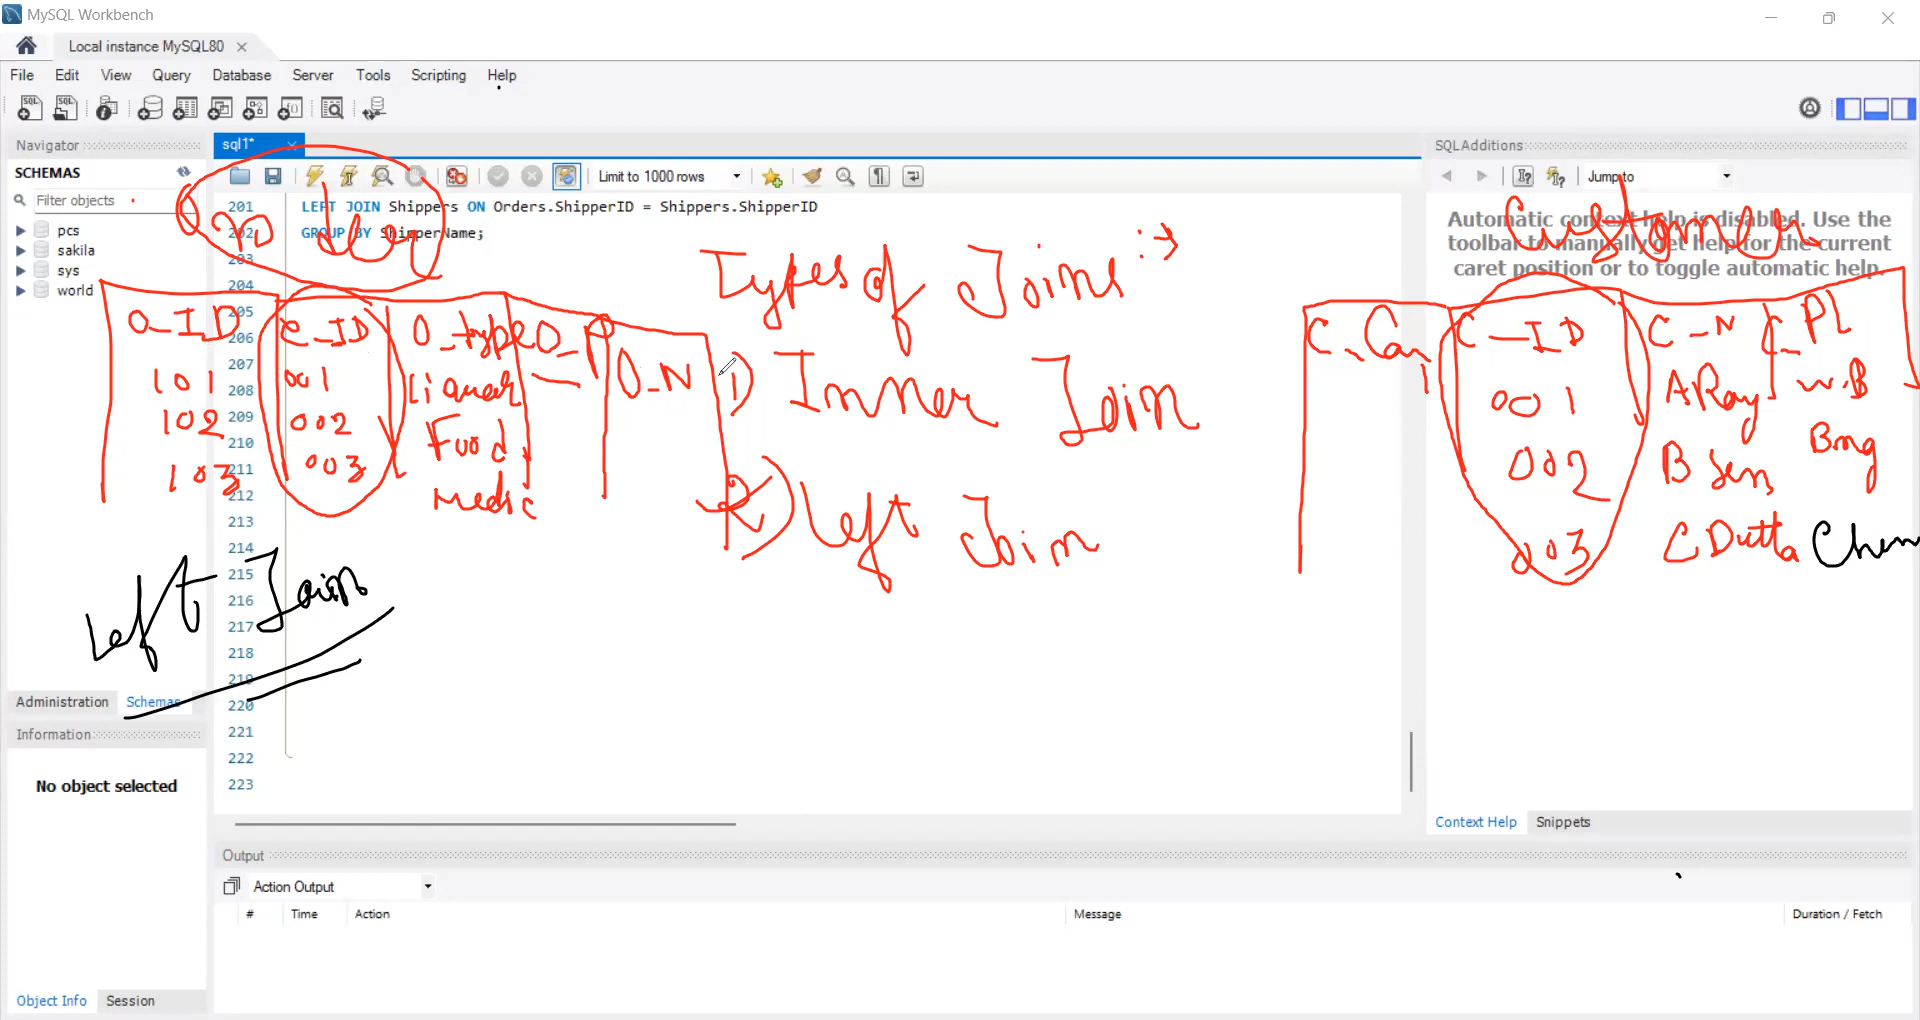 MySQL Workbench
Local instance MySQL80
File Edit View Query Database Server Tools Scripting Help
Navigator
SCHEMAS
Filter objects
pcs
sakila
sys
world
Administration Schemas
Information
No object selected
Object Info Session
sql1*
Limit to 1000 rows
201 LEFT JOIN Shippers ON Orders.ShipperID = Shippers.ShipperID
202 GROUP BY ShipperName;
203
204
205
206
207
208
209
210
211
212
213
214
215
216
217
218
219
220
221
222
223
O_ID C_ID O_type O_P O_N
101 001
102 002 Food
103 003 Medic
Left Join
Types of Joins :→
1) Inner Join
2) Left Join
Customer
C_Con C_ID C_N C_PL
001 A Ray W.B
002 B Sen Bng
003 C Dutta Chen
SQLAdditions
Jump to
Automatic context help is disabled. Use the
toolbar to manually get help for the current
caret position or to toggle automatic help.
Context Help Snippets
Output
Action Output
# Time Action Message Duration / Fetch